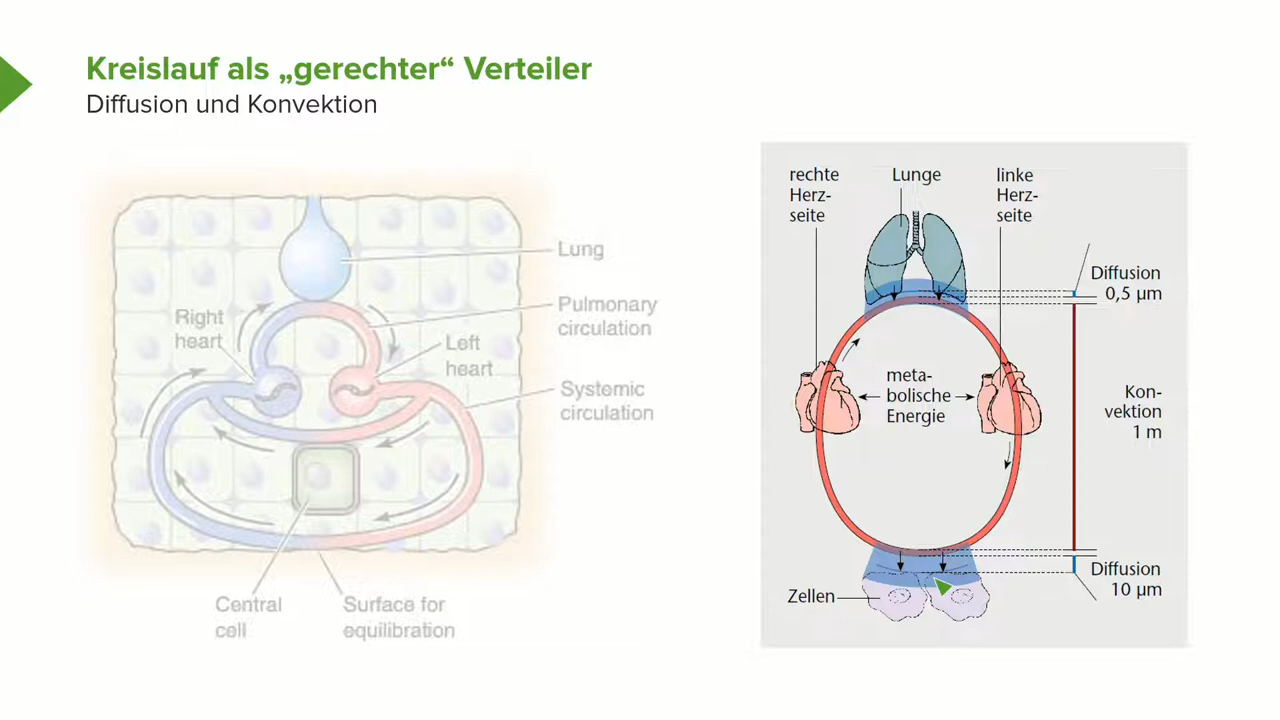 Kreislauf als „gerechter“ Verteiler
Diffusion und Konvektion
Lung
Pulmonary
circulation
Right
heart
Left
heart
Systemic
circulation
Central
cell
Surface for
equilibration
rechte
Herz-
seite
Lunge
linke
Herz-
seite
Diffusion
0,5 µm
meta-
bolische
Energie
Kon-
vektion
1 m
Diffusion
10 µm
Zellen